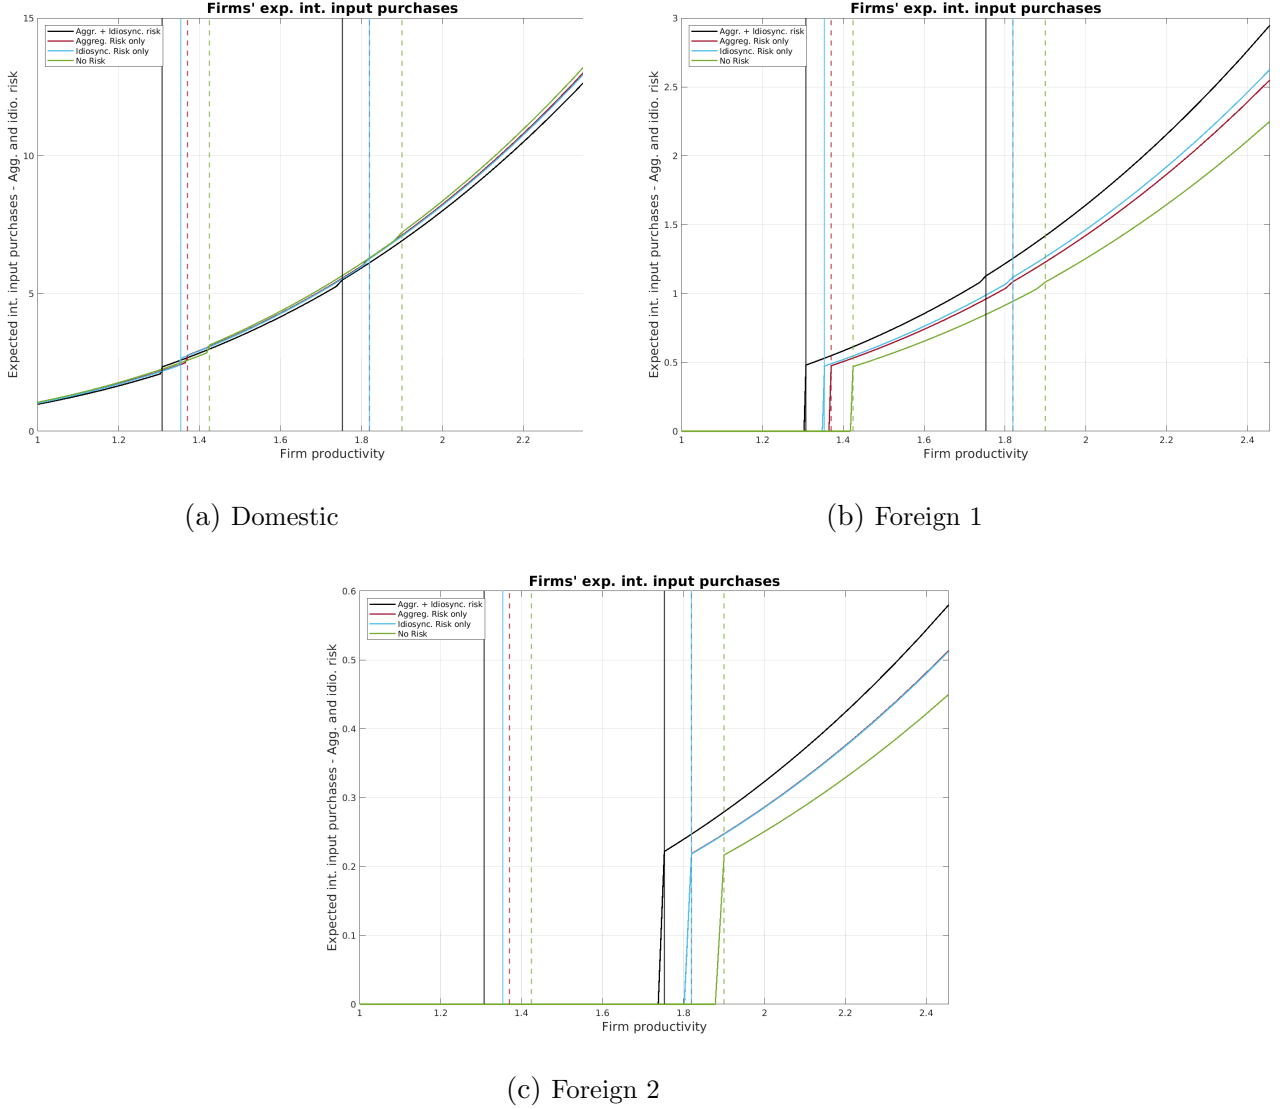 Firms' exp. int. input purchases
Expected int. input purchases - Agg. and idio. risk
15
10
5
0
Aggr. + Idiosync. risk
Aggreg. Risk only
Idiosync. Risk only
No Risk
1 1.2 1.4 1.6 1.8 2 2.2
Firm productivity
(a) Domestic
Firms' exp. int. input purchases
Expected int. input purchases - Agg. and idio. risk
3
2.5
2
1.5
1
0.5
0
Aggr. + Idiosync. risk
Aggreg. Risk only
Idiosync. Risk only
No Risk
1 1.2 1.4 1.6 1.8 2 2.2 2.4
Firm productivity
(b) Foreign 1
Firms' exp. int. input purchases
Expected int. input purchases - Agg. and idio. risk
0.6
0.5
0.4
0.3
0.2
0.1
0
Aggr. + Idiosync. risk
Aggreg. Risk only
Idiosync. Risk only
No Risk
1 1.2 1.4 1.6 1.8 2 2.2 2.4
Firm productivity
(c) Foreign 2